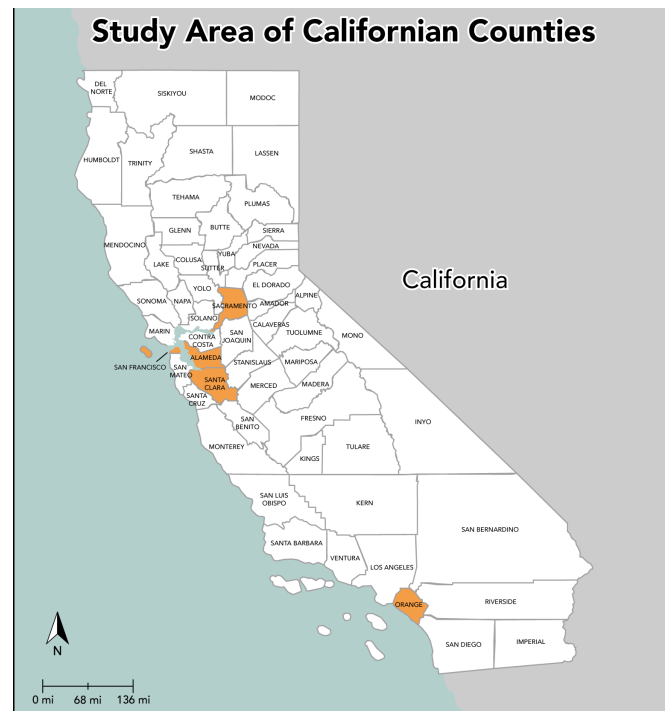 Study Area of Californian Counties
DEL
NORTE
SISKIYOU
MODOC
HUMBOLDT
TRINITY
SHASTA
LASSEN
TEHAMA
PLUMAS
MENDOCINO
GLENN
BUTTE
SIERRA
NEVADA
YUBA
LAKE
COLUSA
SUTTER
PLACER
California
YOLO
EL DORADO
SONOMA
NAPA
SACRAMENTO
AMADOR
ALPINE
SOLANO
MARIN
CONTRA
COSTA
SAN
JOAQUIN
CALAVERAS
TUOLUMNE
MONO
SAN FRANCISCO
ALAMEDA
STANISLAUS
MARIPOSA
SAN
MATEO
SANTA
CLARA
MERCED
MADERA
SANTA
CRUZ
SAN
BENITO
FRESNO
INYO
MONTEREY
KINGS
TULARE
SAN LUIS
OBISPO
KERN
SAN BERNARDINO
SANTA BARBARA
VENTURA
LOS ANGELES
ORANGE
RIVERSIDE
SAN DIEGO
IMPERIAL
N
0 mi 68 mi 136 mi